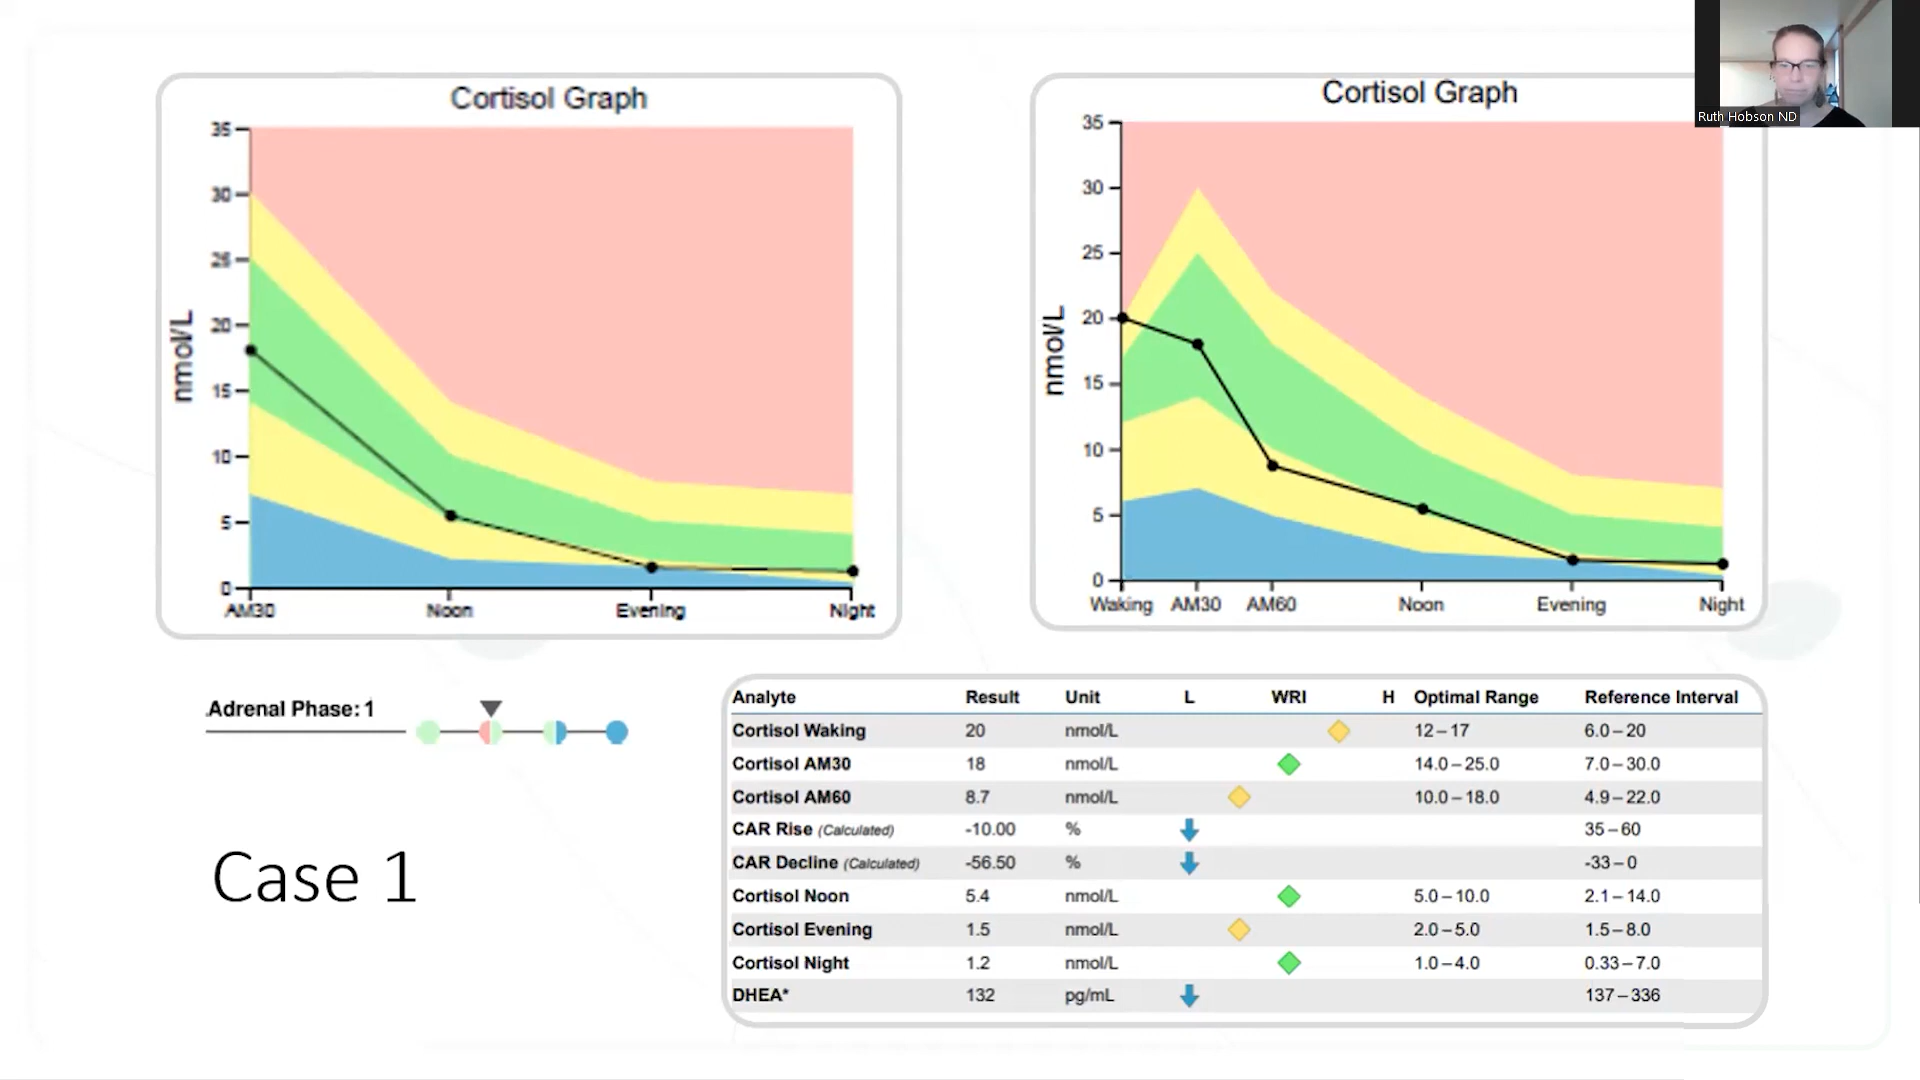 Ruth Hobson ND
Cortisol Graph
nmol/L
35
30
25
20
15
10
5
0
AM30 Noon Evening Night
Cortisol Graph
nmol/L
35
30
25
20
15
10
5
0
Waking AM30 AM60 Noon Evening Night
Adrenal Phase: 1
Case 1
Analyte Result Unit L WRI H Optimal Range Reference Interval
Cortisol Waking 20 nmol/L 12 – 17 6.0 – 20
Cortisol AM30 18 nmol/L 14.0 – 25.0 7.0 – 30.0
Cortisol AM60 8.7 nmol/L 10.0 – 18.0 4.9 – 22.0
CAR Rise (Calculated) -10.00 % 35 – 60
CAR Decline (Calculated) -56.50 % -33 – 0
Cortisol Noon 5.4 nmol/L 5.0 – 10.0 2.1 – 14.0
Cortisol Evening 1.5 nmol/L 2.0 – 5.0 1.5 – 8.0
Cortisol Night 1.2 nmol/L 1.0 – 4.0 0.33 – 7.0
DHEA* 132 pg/mL 137 – 336